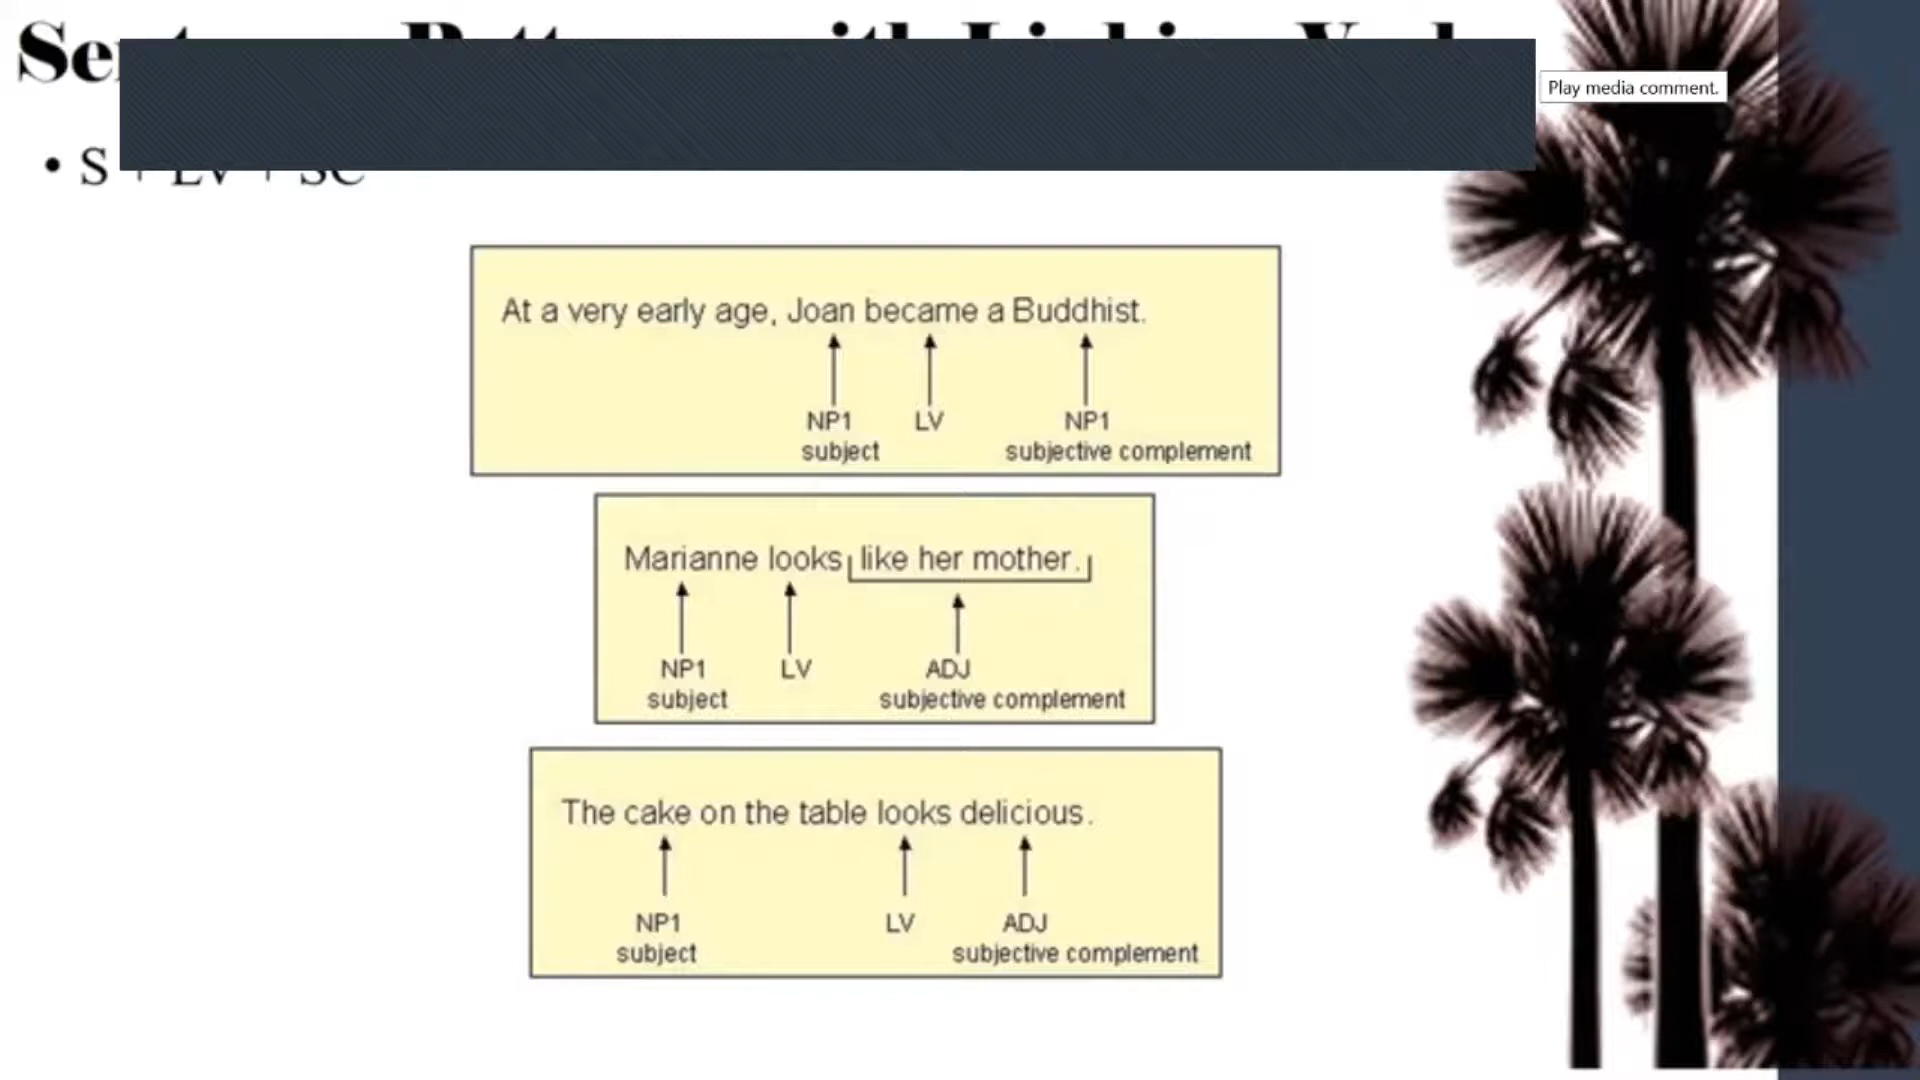 Play media comment.
• S + LV + SC
At a very early age, Joan became a Buddhist.
NP1 LV NP1
subject subjective complement
Marianne looks like her mother.
NP1 LV ADJ
subject subjective complement
The cake on the table looks delicious.
NP1 LV ADJ
subject subjective complement